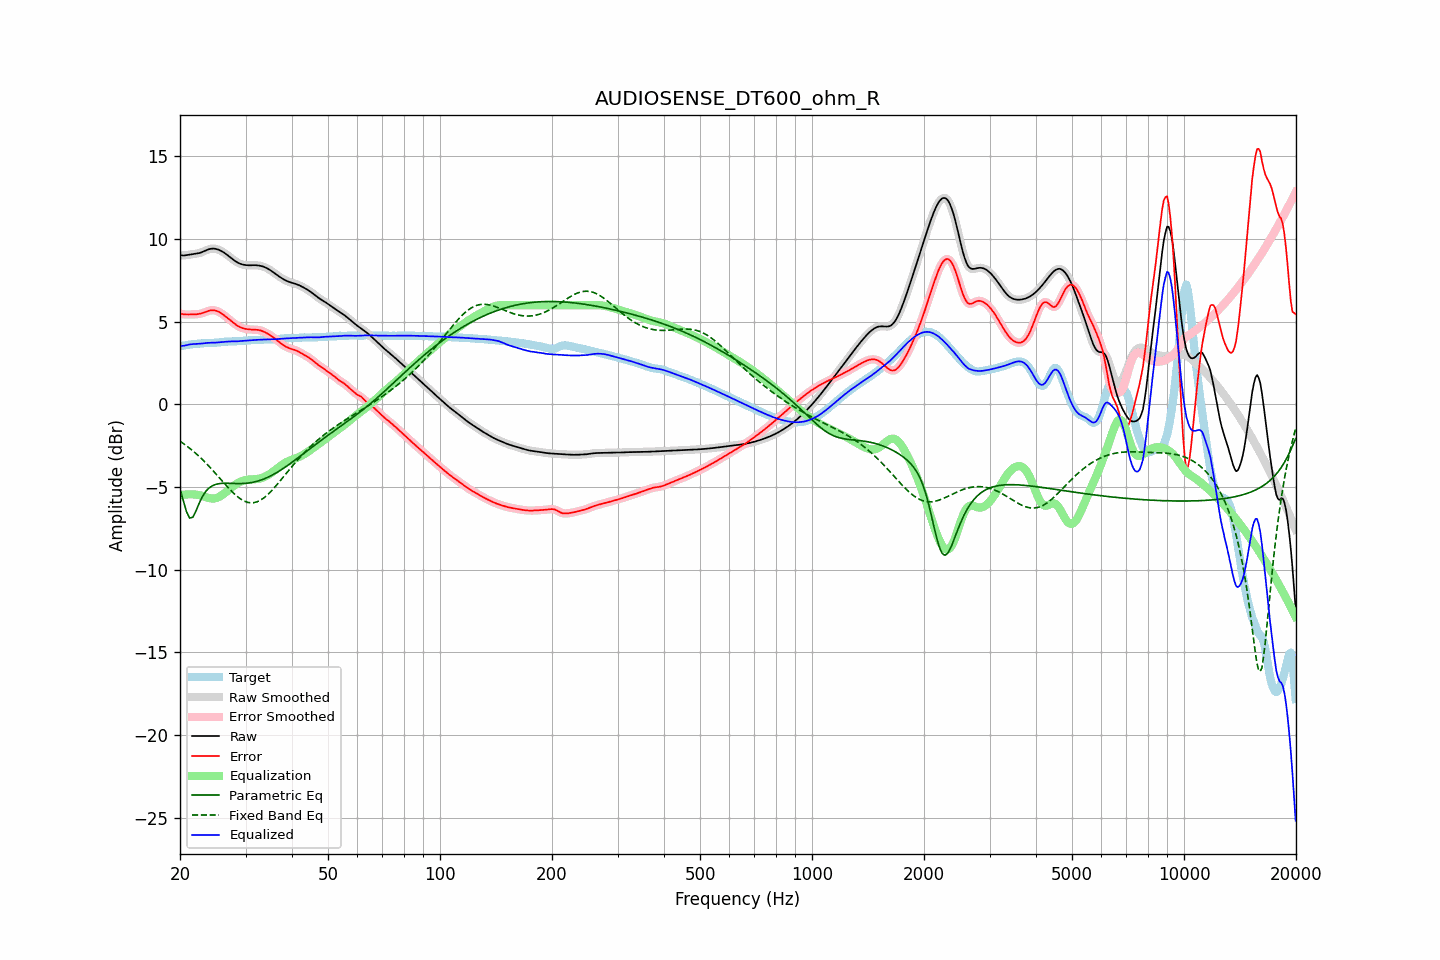 AUDIOSENSE_DT600_ohm_R
Amplitude (dBr)
15
10
5
0
−5
−10
−15
−20
−25
Target
Raw Smoothed
Error Smoothed
Raw
Error
Equalization
Parametric Eq
Fixed Band Eq
Equalized
20 50 100 200 500 1000 2000 5000 10000 20000
Frequency (Hz)